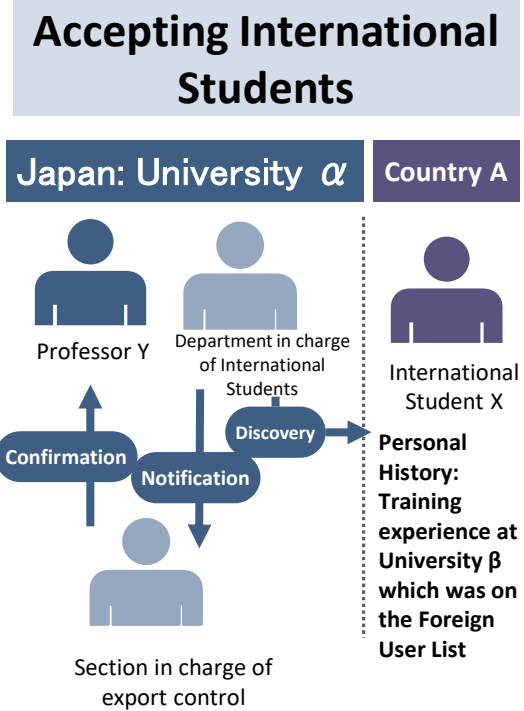 Accepting International
Students
Japan: University α
Country A
Professor Y
Department in charge
of International
Students
International
Student X
Confirmation
Notification
Discovery
Personal
History:
Training
experience at
University β
which was on
the Foreign
User List
Section in charge of
export control